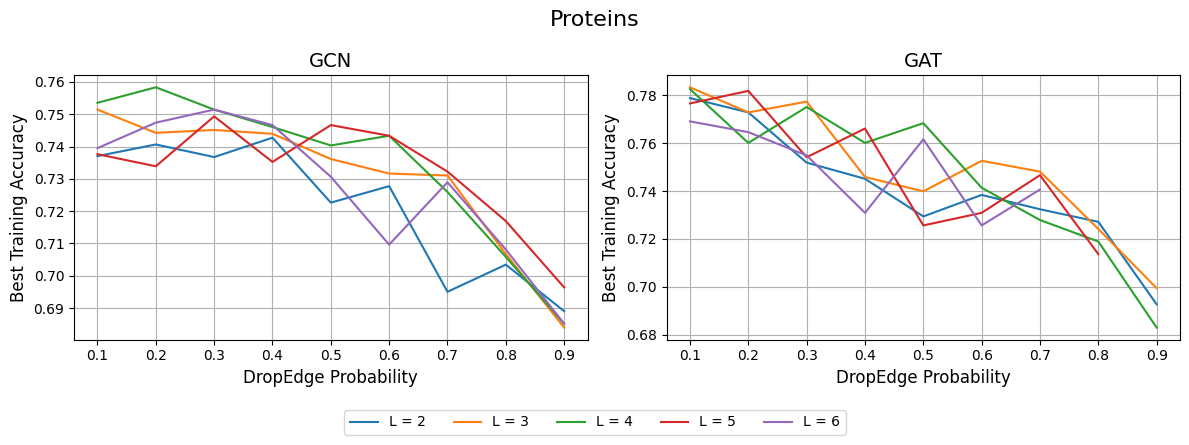 Proteins
GCN
Best Training Accuracy
0.76
0.75
0.74
0.73
0.72
0.71
0.70
0.69
0.1 0.2 0.3 0.4 0.5 0.6 0.7 0.8 0.9
DropEdge Probability
GAT
Best Training Accuracy
0.78
0.76
0.74
0.72
0.70
0.68
0.1 0.2 0.3 0.4 0.5 0.6 0.7 0.8 0.9
DropEdge Probability
L = 2 L = 3 L = 4 L = 5 L = 6